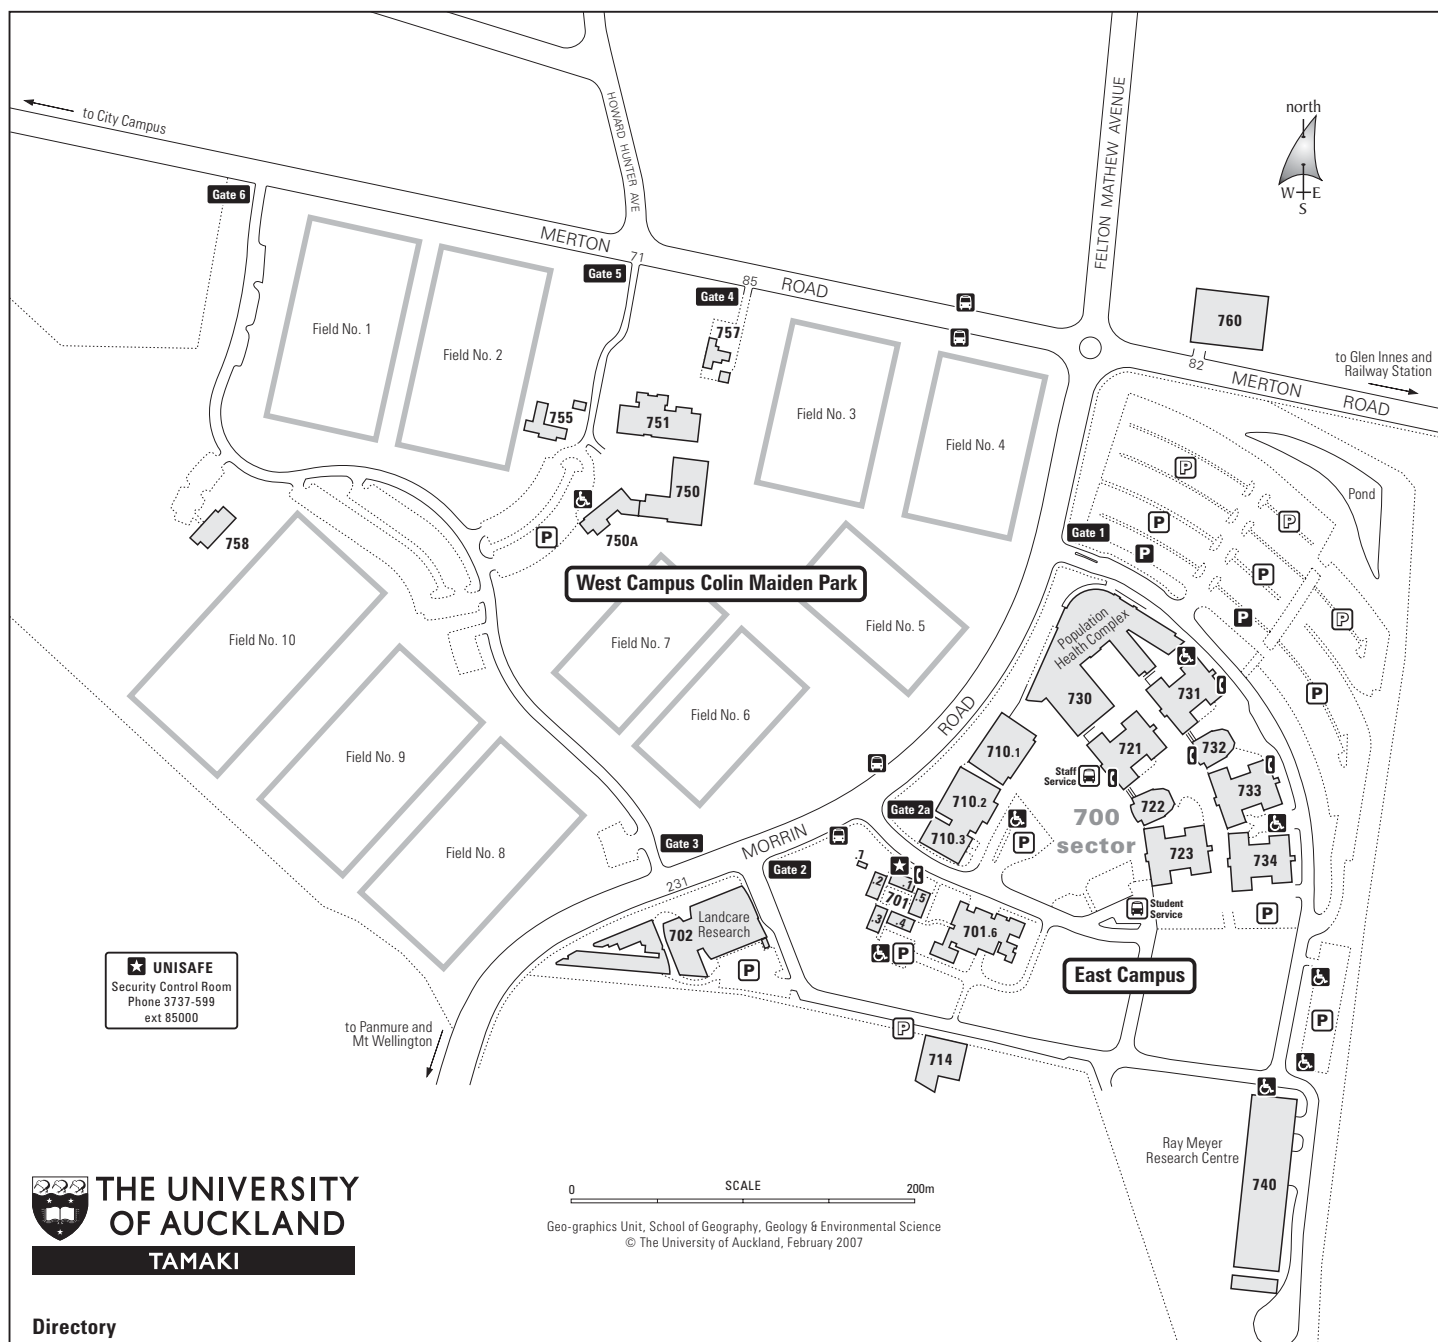 to City Campus
HOWARD HUNTER AVE
FELTON MATHEW AVENUE
north
W E
S
Gate 6
MERTON
71
Gate 5
85
ROAD
Gate 4
757
760
82
MERTON
ROAD
to Glen Innes and
Railway Station
Field No. 1
Field No. 2
Field No. 3
Field No. 4
755
751
750
750A
P
758
Gate 1
P
P
P
P
P
P
P
P
P
Pond
West Campus Colin Maiden Park
Field No. 10
Field No. 7
Field No. 5
Field No. 6
Field No. 9
Field No. 8
Population
Health Complex
730
731
721
732
733
Staff
Service
722
700
sector
723
734
710.1
710.2
710.3
P
ROAD
Gate 2a
Gate 3
MORRIN
Gate 2
231
.7
.2
.1
.5
701
.3
.4
701.6
P
Student
Service
P
702
Landcare
Research
P
East Campus
P
UNISAFE
Security Control Room
Phone 3737-599
ext 85000
to Panmure and
Mt Wellington
P
714
Ray Meyer
Research Centre
740
THE UNIVERSITY
OF AUCKLAND
TAMAKI
0
SCALE
200m
Geo-graphics Unit, School of Geography, Geology & Environmental Science
© The University of Auckland, February 2007
Directory